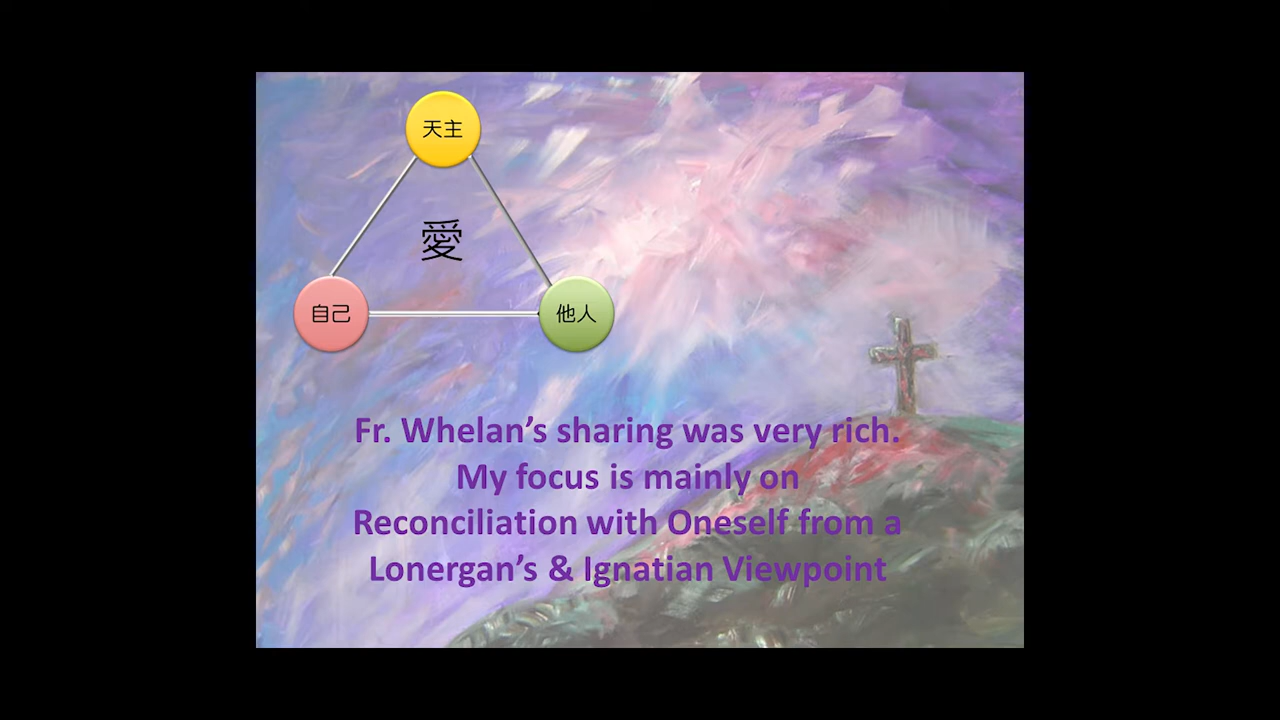 天主
愛
自己
他人
Fr. Whelan’s sharing was very rich.
My focus is mainly on
Reconciliation with Oneself from a
Lonergan’s & Ignatian Viewpoint